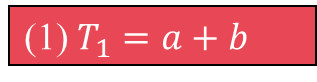 (1) T₁ = a + b